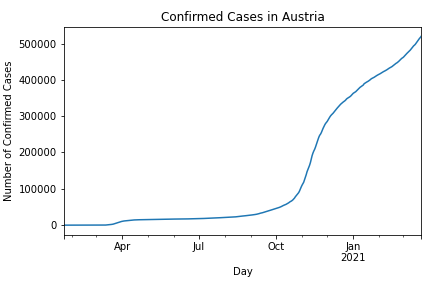 Confirmed Cases in Austria
Number of Confirmed Cases
500000
400000
300000
200000
100000
0
Apr
Jul
Oct
Jan
2021
Day